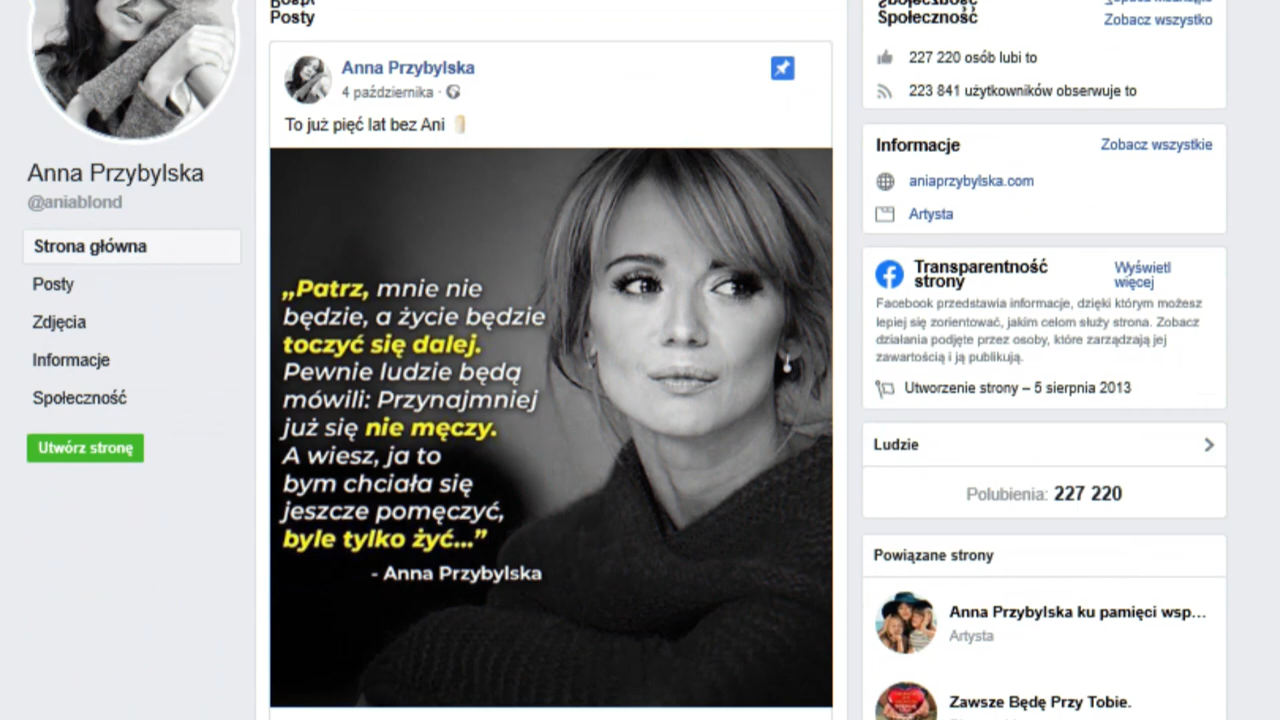 Anna Przybylska
@aniablond
Strona główna
Posty
Zdjęcia
Informacje
Społeczność
Utwórz stronę
Posty
Anna Przybylska
4 października ·
To już pięć lat bez Ani
„Patrz, mnie nie
będzie, a życie będzie
toczyć się dalej.
Pewnie ludzie będą
mówili: Przynajmniej
już się nie męczy.
A wiesz, ja to
bym chciała się
jeszcze pomęczyć,
byle tylko żyć...”
- Anna Przybylska
Społeczność
Zobacz wszystko
227 220 osób lubi to
223 841 użytkowników obserwuje to
Informacje
Zobacz wszystkie
aniaprzybylska.com
Artysta
Transparentność
strony
Wyświetl
więcej
Facebook przedstawia informacje, dzięki którym możesz
lepiej się zorientować, jakim celom służy strona. Zobacz
działania podjęte przez osoby, które zarządzają jej
zawartością i ją publikują.
Utworzenie strony – 5 sierpnia 2013
Ludzie
Polubienia: 227 220
Powiązane strony
Anna Przybylska ku pamięci wsp...
Artysta
Zawsze Będę Przy Tobie.